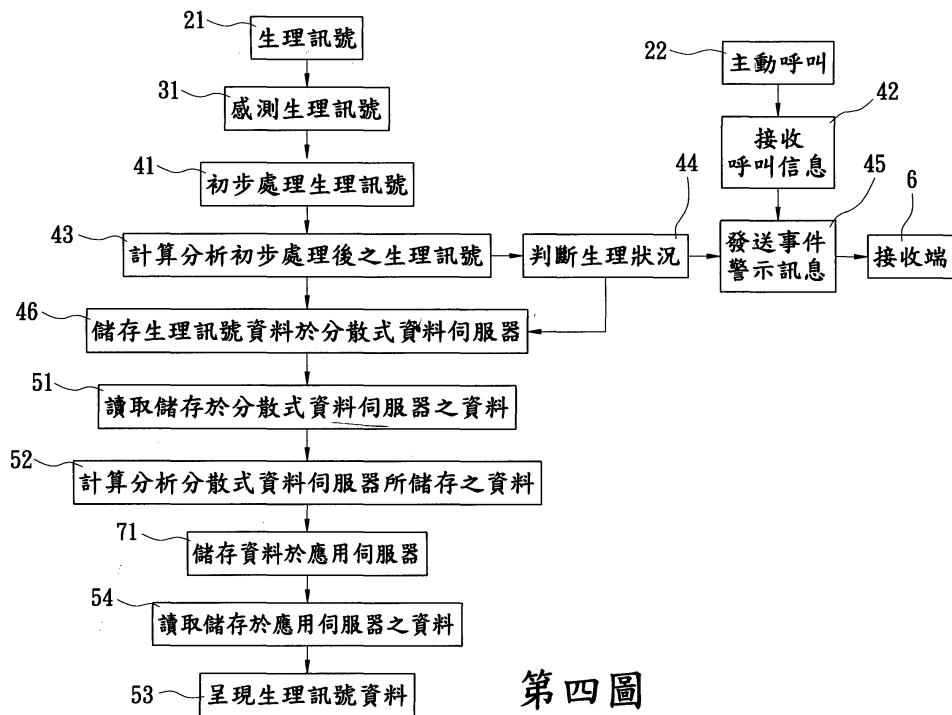 21
生理訊號
31
感測生理訊號
41
初步處理生理訊號
43
計算分析初步處理後之生理訊號
46
儲存生理訊號資料於分散式資料伺服器
51
讀取儲存於分散式資料伺服器之資料
52
計算分析分散式資料伺服器所儲存之資料
71
儲存資料於應用伺服器
54
讀取儲存於應用伺服器之資料
53
呈現生理訊號資料
22
主動呼叫
42
接收
呼叫信息
44
判斷生理狀況
45
發送事件
警示訊息
6
接收端
第四圖